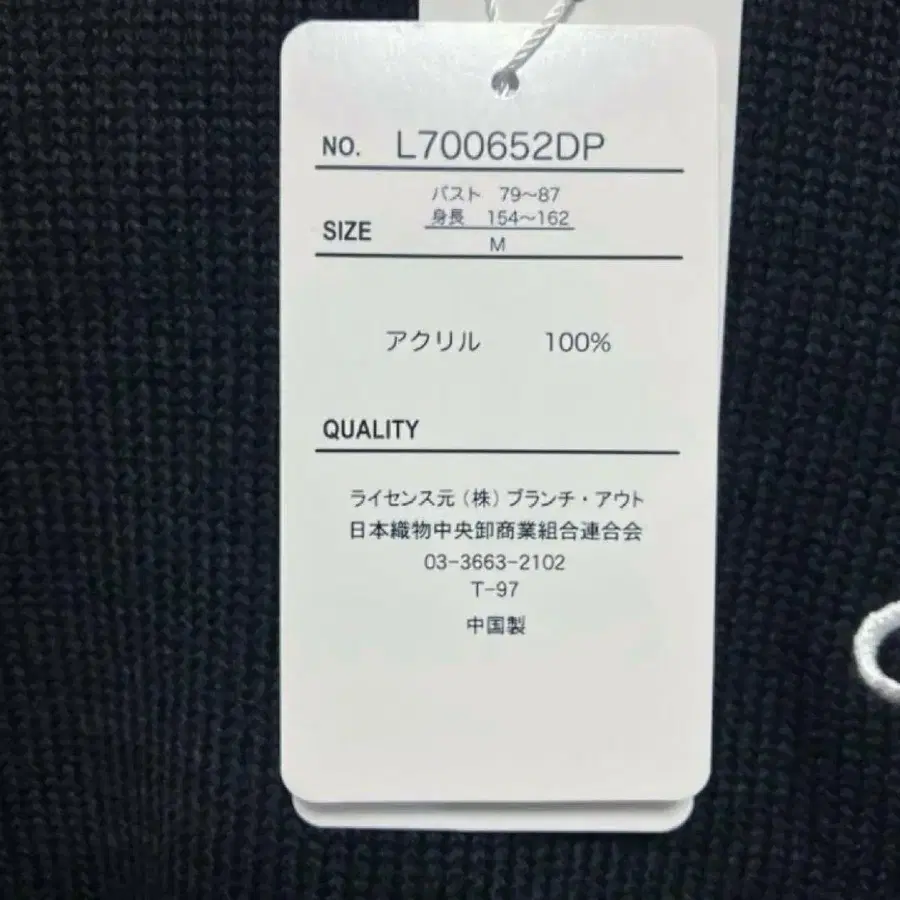 NO. L700652DP
バスト 79～87
身長 154～162
SIZE
M
アクリル 100%
QUALITY
ライセンス元（株）ブランチ・アウト
日本織物中央卸商業組合連合会
03-3663-2102
T-97
中国製